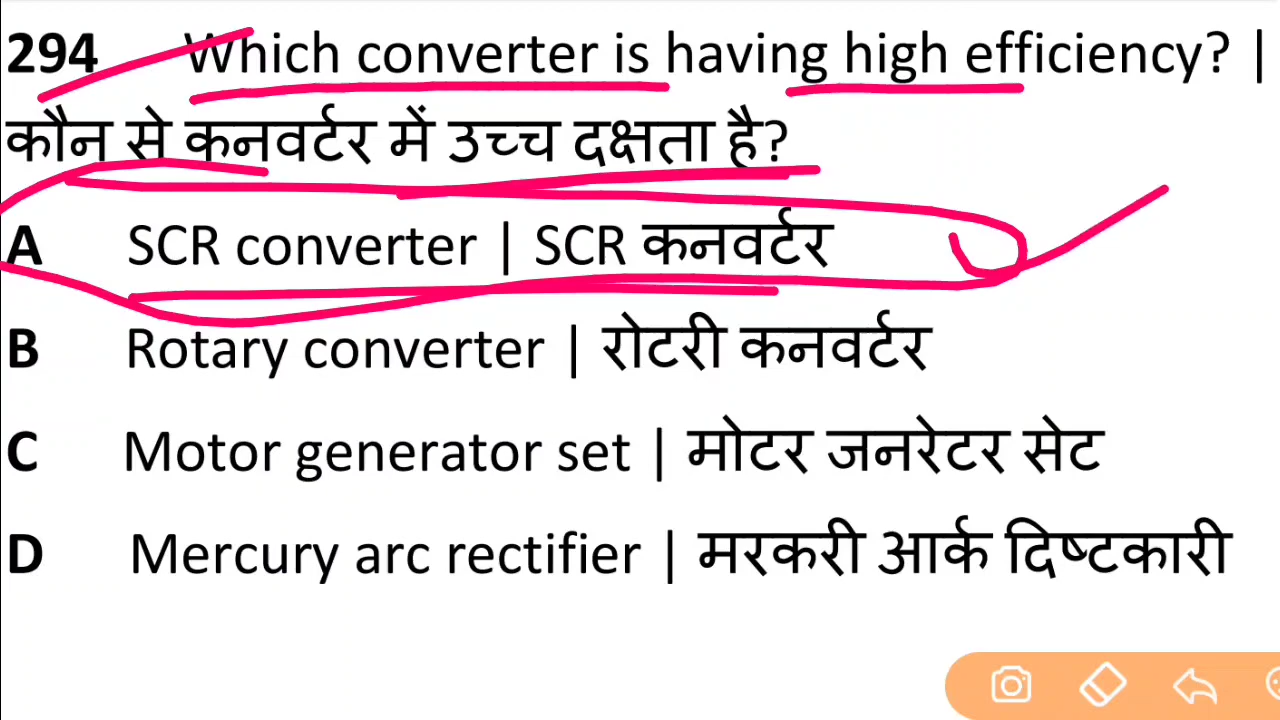 294 Which converter is having high efficiency? |
कौन से कनवर्टर में उच्च दक्षता है?
A SCR converter | SCR कनवर्टर
B Rotary converter | रोटरी कनवर्टर
C Motor generator set | मोटर जनरेटर सेट
D Mercury arc rectifier | मरकरी आर्क दिष्टकारी